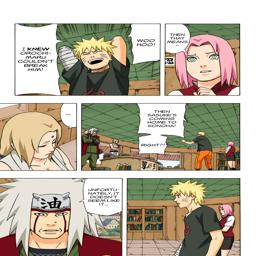 I KNEW
OROCHI-
MARU
COULDN'T
BREAK
HIM!
WOO
HOO!
THEN
THAT
MEANS
...
THEN
SASUKE'S
COMING
HOME TO
KONOHA!
RIGHT?!
UNFORTU-
NATELY, IT
DOESN'T
SEEM LIKE
IT...
油